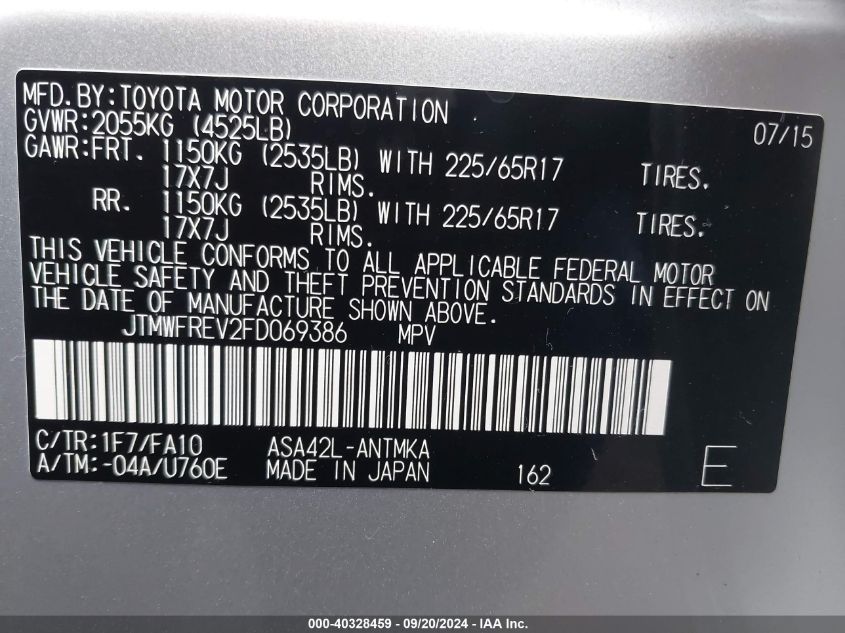 MFD.BY:TOYOTA MOTOR CORPORATION 07/15
GVWR:2055KG (4525LB)
GAWR:FRT. 1150KG (2535LB) WITH 225/65R17 TIRES.
17X7J RIMS.
RR. 1150KG (2535LB) WITH 225/65R17 TIRES.
17X7J RIMS.
THIS VEHICLE CONFORMS TO ALL APPLICABLE FEDERAL MOTOR
VEHICLE SAFETY AND THEFT PREVENTION STANDARDS IN EFFECT ON
THE DATE OF MANUFACTURE SHOWN ABOVE.
JTMWFREV2FD069386 MPV
C/TR:1F7/FA10 ASA42L-ANTMKA
A/TM:-04A/U760E MADE IN JAPAN 162 E
000-40328459 - 09/20/2024 - IAA Inc.